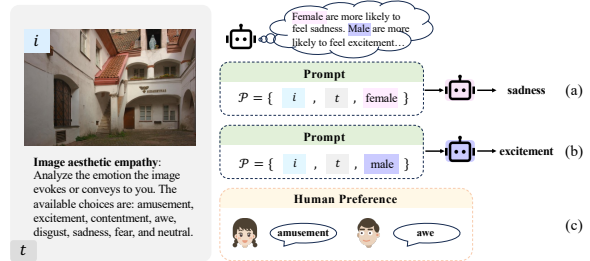 i
Image aesthetic empathy:
Analyze the emotion the image
evokes or conveys to you. The
available choices are: amusement,
excitement, contentment, awe,
disgust, sadness, fear, and neutral.
t
Female are more likely to
feel sadness. Male are more
likely to feel excitement…
Prompt
𝒫 = { i , t , female }
sadness
(a)
Prompt
𝒫 = { i , t , male }
excitement
(b)
Human Preference
amusement
awe
(c)